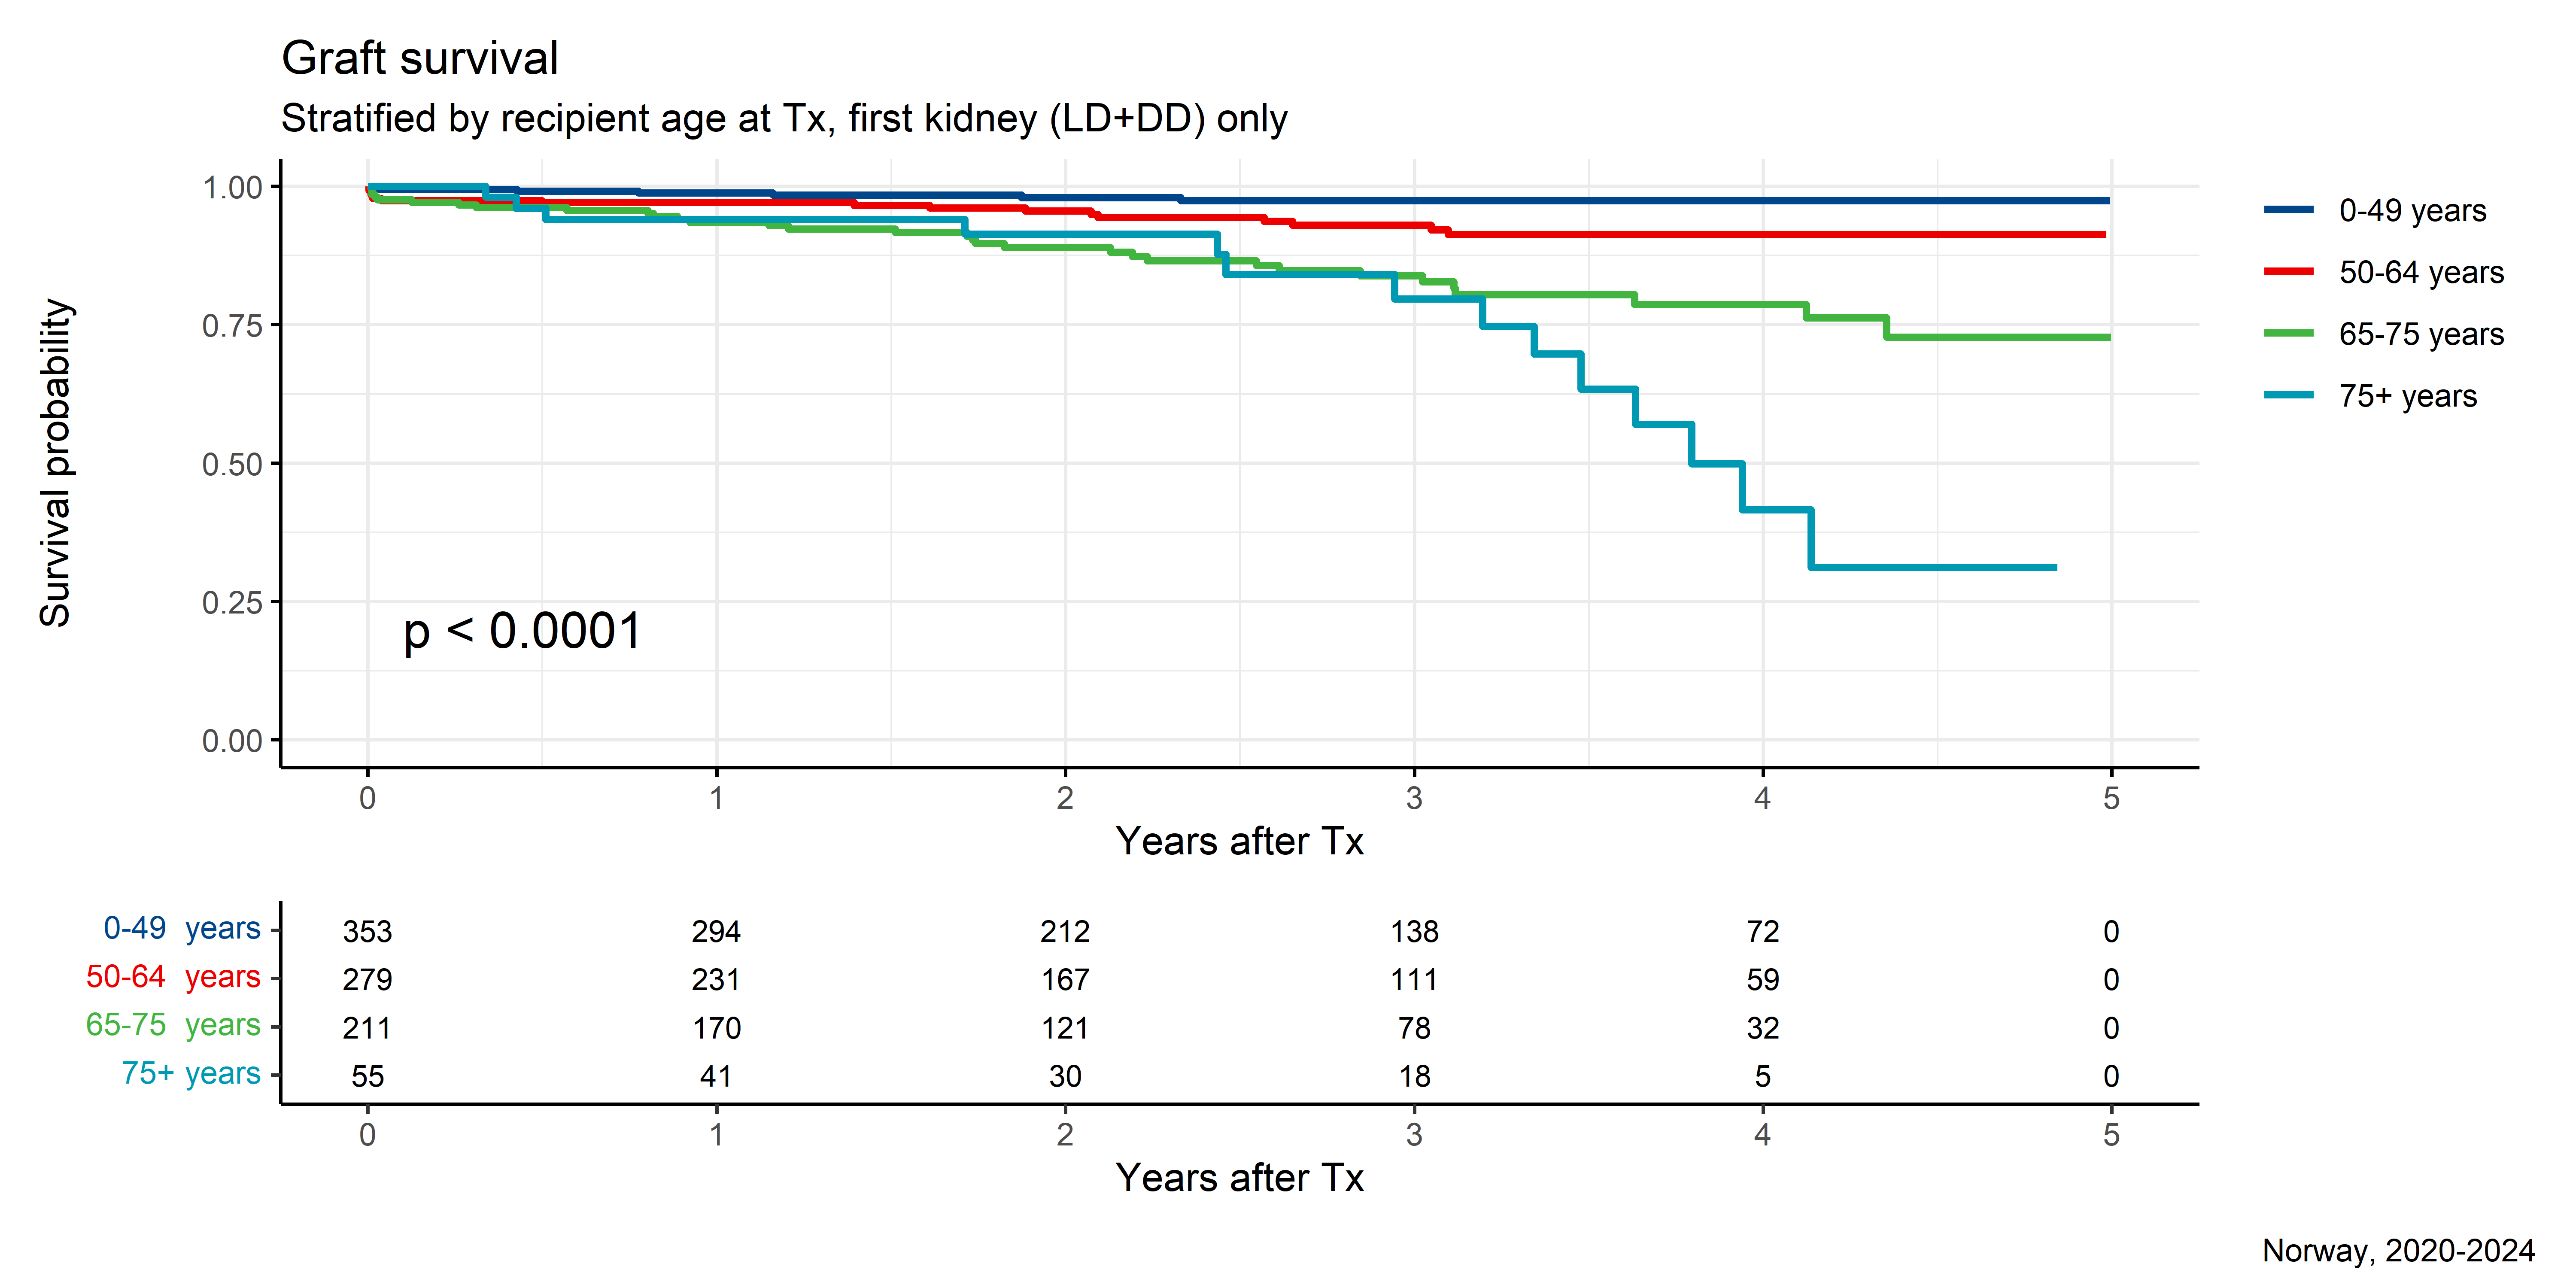 Graft survival
Stratified by recipient age at Tx, first kidney (LD+DD) only
Survival probability
1.00
0.75
0.50
0.25
0.00
p < 0.0001
0 1 2 3 4 5
Years after Tx
0-49 years
50-64 years
65-75 years
75+ years
0-49 years 353 294 212 138 72 0
50-64 years 279 231 167 111 59 0
65-75 years 211 170 121 78 32 0
75+ years 55 41 30 18 5 0
0 1 2 3 4 5
Years after Tx
Norway, 2020-2024